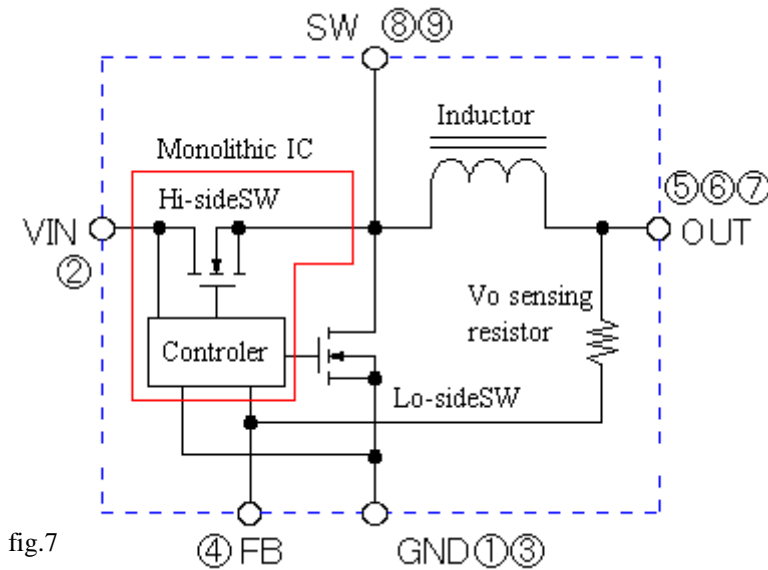 SW ⑧⑨
Inductor
Monolithic IC
⑤⑥⑦
Hi-sideSW
VIN
OUT
②
Vo sensing
resistor
Controler
Lo-sideSW
fig.7
④ FB
GND①③